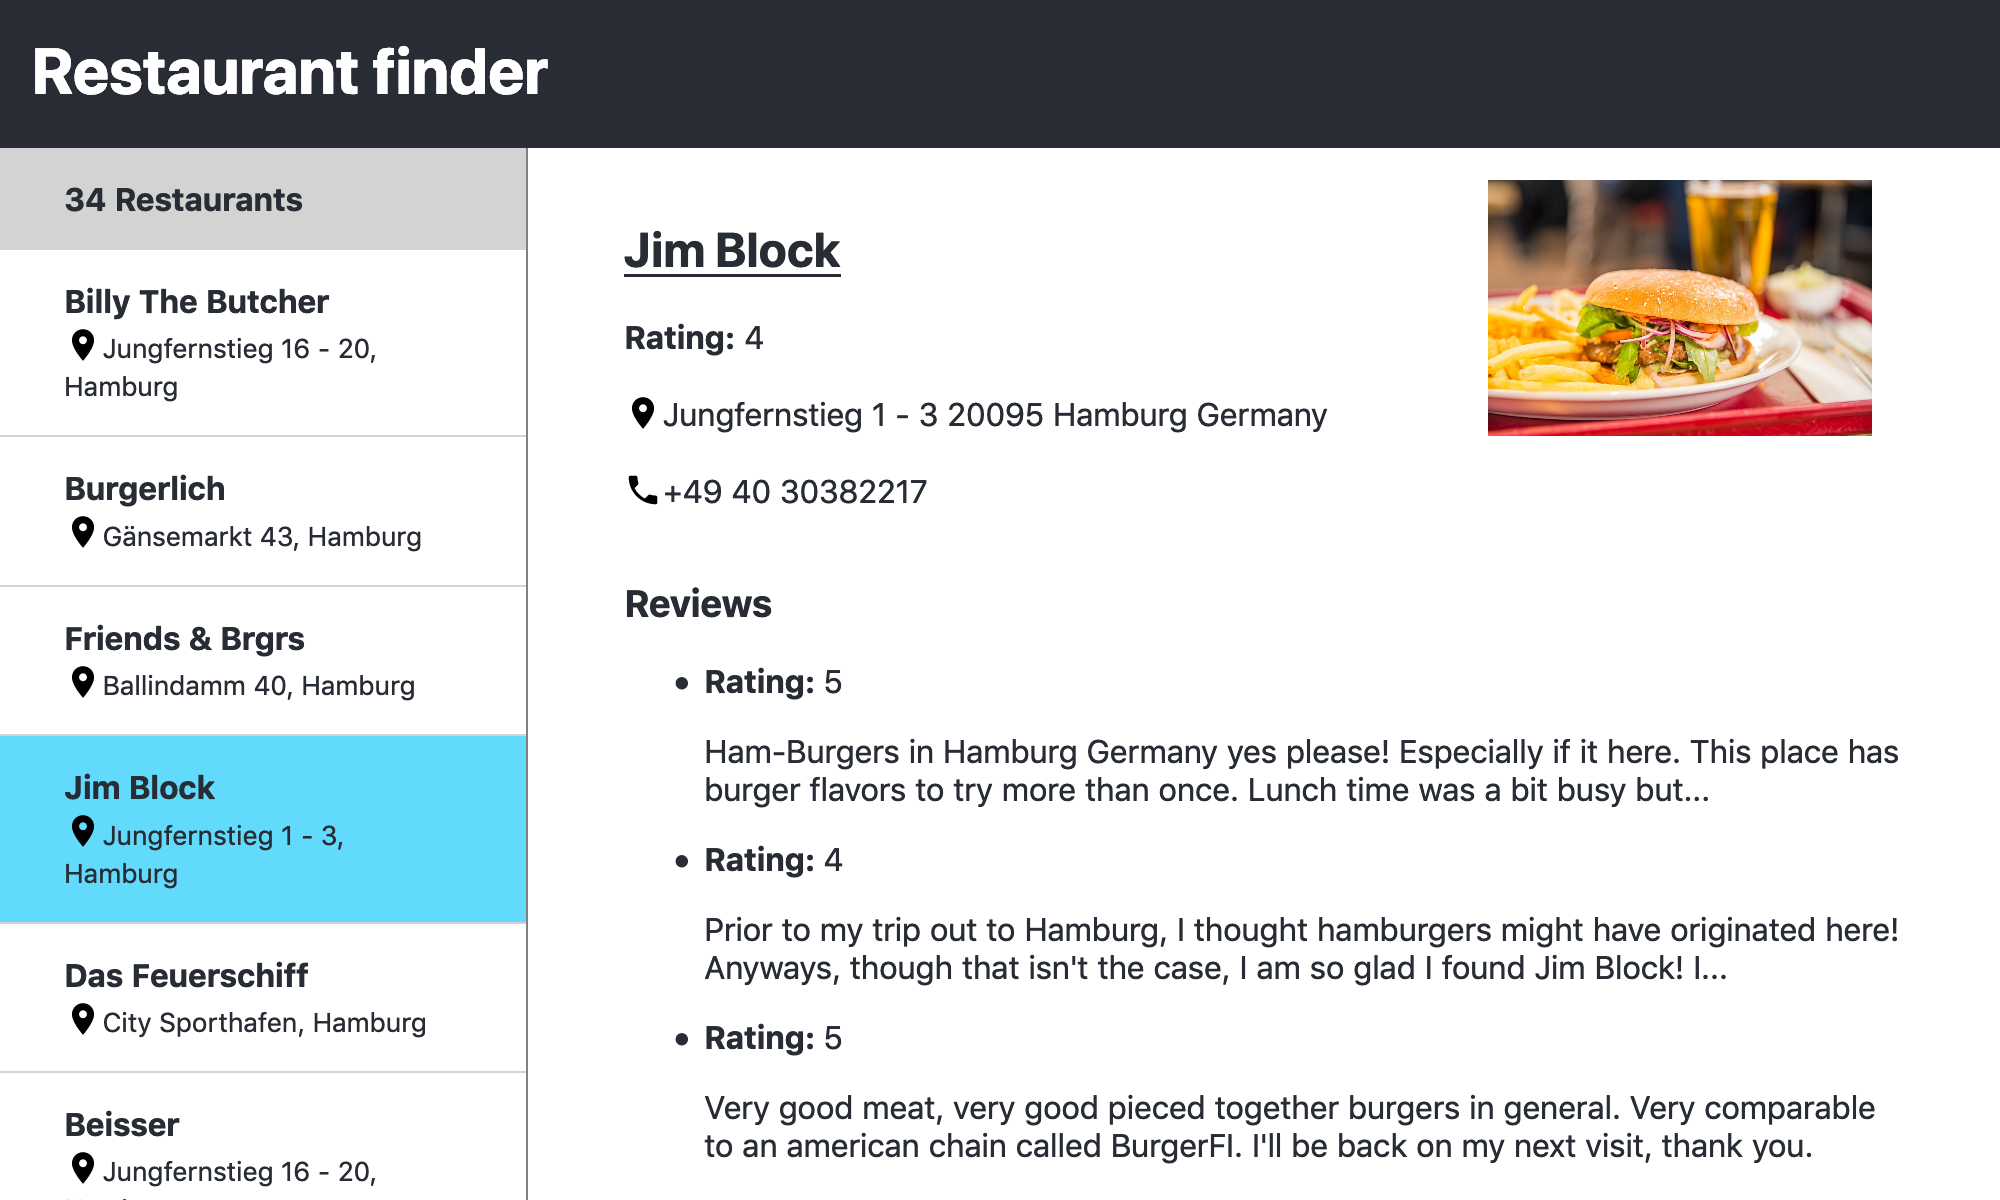 Restaurant finder
34 Restaurants
Billy The Butcher
Jungfernstieg 16 - 20,
Hamburg
Burgerlich
Gänsemarkt 43, Hamburg
Friends & Brgrs
Ballindamm 40, Hamburg
Jim Block
Jungfernstieg 1 - 3,
Hamburg
Das Feuerschiff
City Sporthafen, Hamburg
Beisser
Jungfernstieg 16 - 20,
Jim Block
Rating: 4
Jungfernstieg 1 - 3 20095 Hamburg Germany
+49 40 30382217
Reviews
• Rating: 5
Ham-Burgers in Hamburg Germany yes please! Especially if it here. This place has
burger flavors to try more than once. Lunch time was a bit busy but...
• Rating: 4
Prior to my trip out to Hamburg, I thought hamburgers might have originated here!
Anyways, though that isn't the case, I am so glad I found Jim Block! I...
• Rating: 5
Very good meat, very good pieced together burgers in general. Very comparable
to an american chain called BurgerFI. I'll be back on my next visit, thank you.